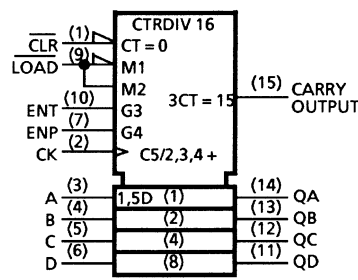 CTRDIV 16
CLR (1) CT = 0
LOAD (9) M1
M2
ENT (10) G3 3CT = 15 (15) CARRY OUTPUT
ENP (7) G4
CK (2) C5/2,3,4 +
A (3) 1,5D (1) (14) QA
B (4) (2) (13) QB
C (5) (4) (12) QC
D (6) (8) (11) QD